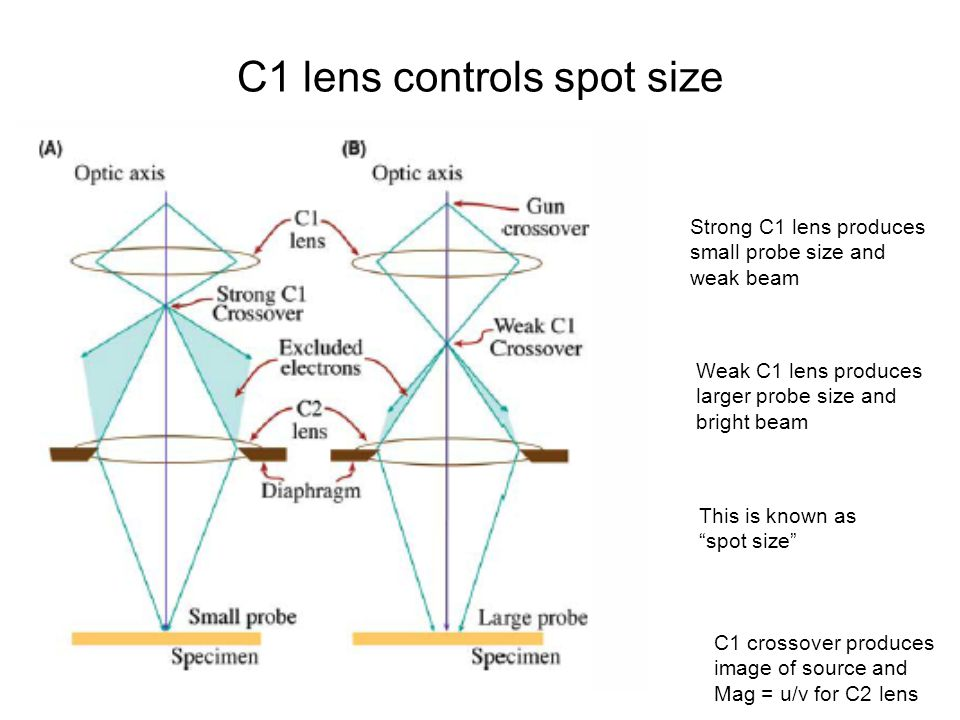 C1 lens controls spot size
(A)
Optic axis
(B)
Optic axis
C1
lens
Gun
crossover
Strong C1
Crossover
Weak C1
Crossover
Excluded
electrons
C2
lens
Diaphragm
Small probe
Specimen
Large probe
Specimen
Strong C1 lens produces
small probe size and
weak beam
Weak C1 lens produces
larger probe size and
bright beam
This is known as
“spot size”
C1 crossover produces
image of source and
Mag = u/v for C2 lens